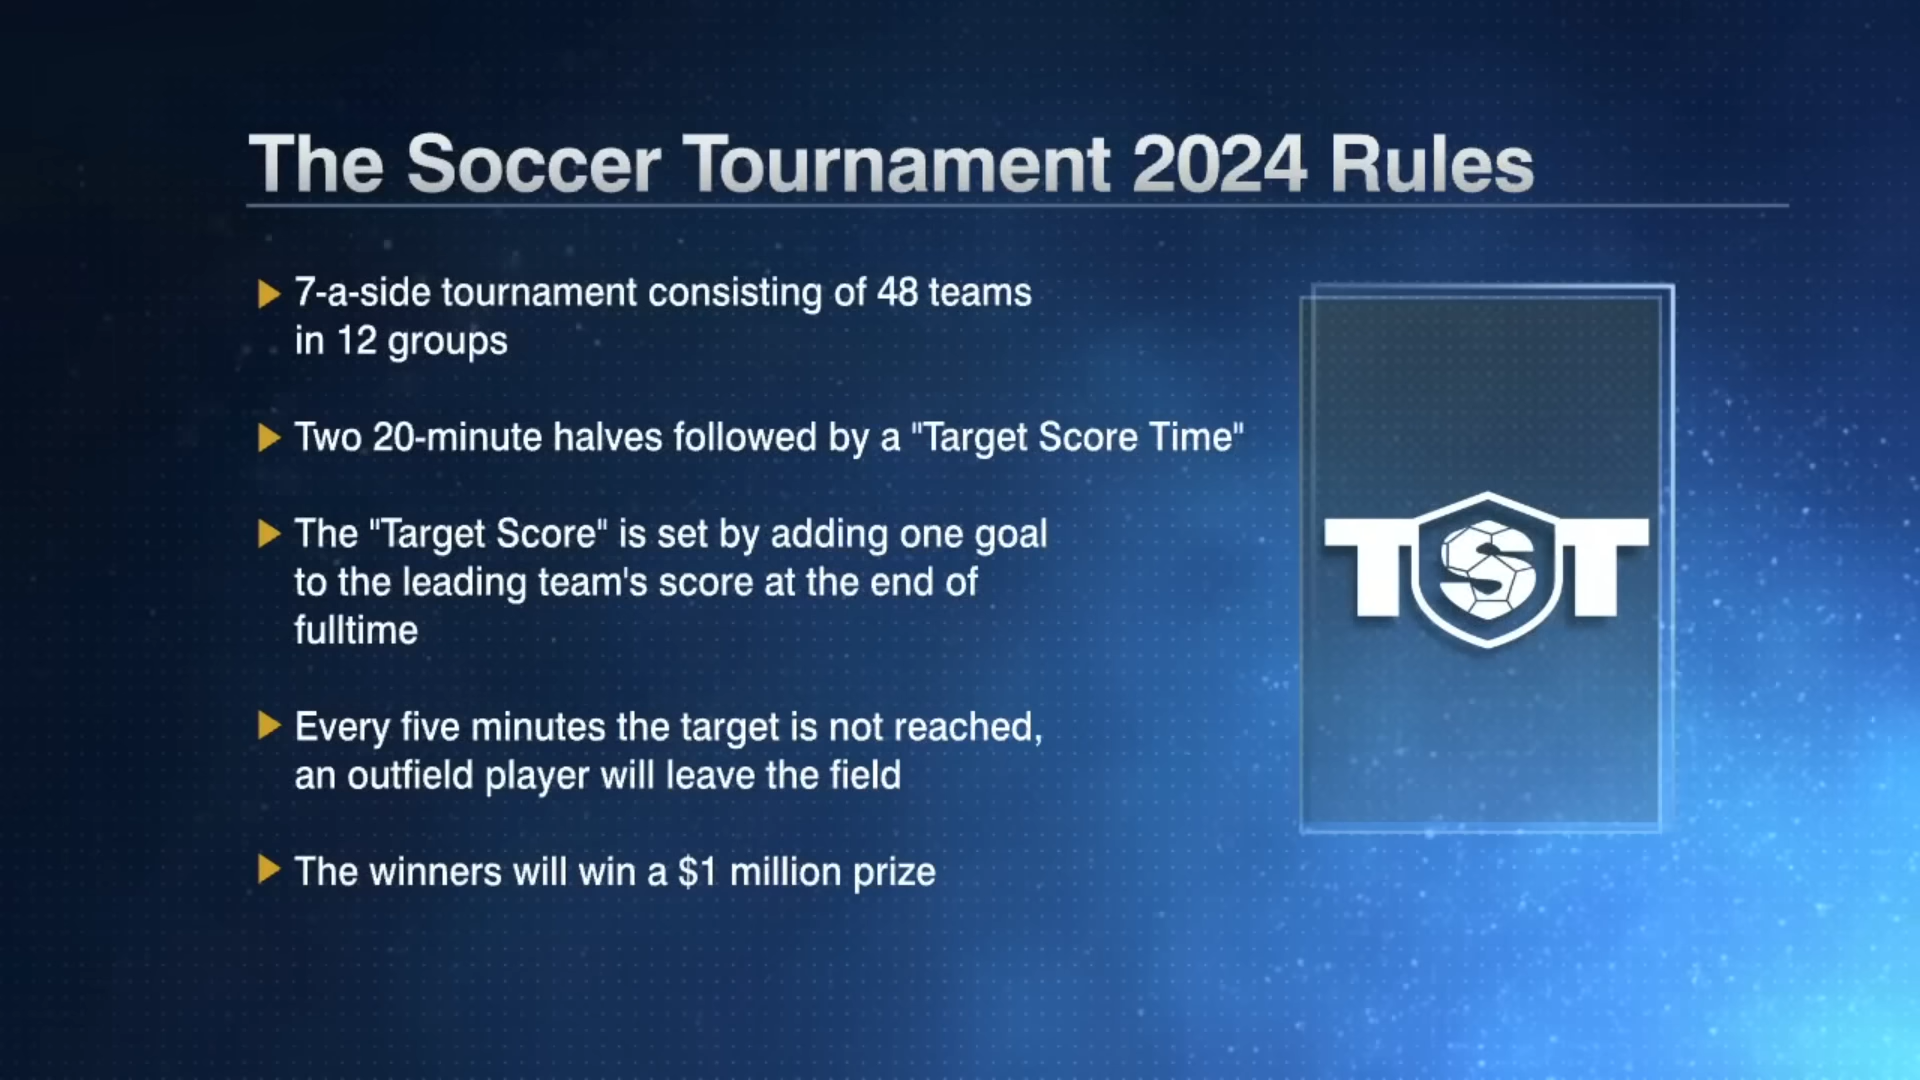 The Soccer Tournament 2024 Rules
7-a-side tournament consisting of 48 teams
in 12 groups
Two 20-minute halves followed by a "Target Score Time"
The "Target Score" is set by adding one goal
to the leading team's score at the end of
fulltime
Every five minutes the target is not reached,
an outfield player will leave the field
The winners will win a $1 million prize
TST